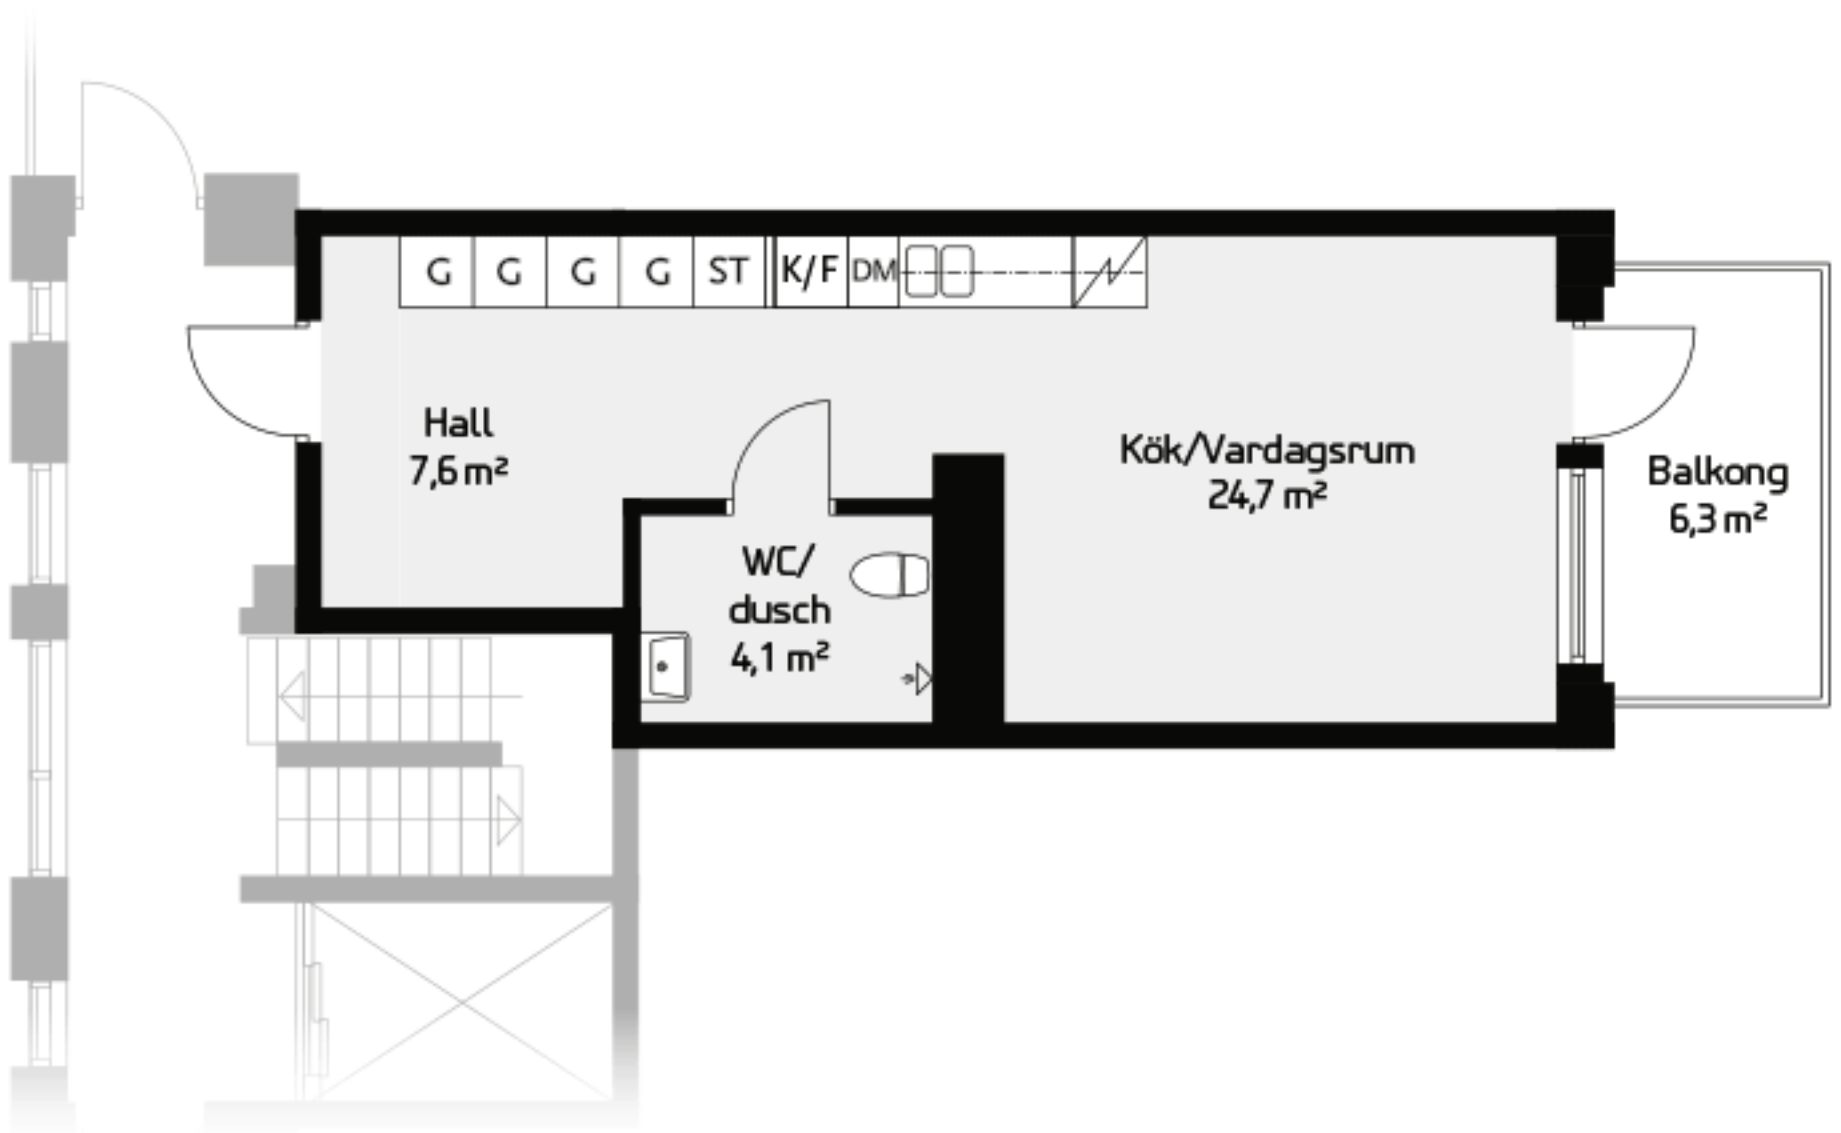 G G G G ST K/F DM
Hall
7,6 m²
Kök/Vardagsrum
24,7 m²
Balkong
6,3 m²
WC/
dusch
4,1 m²